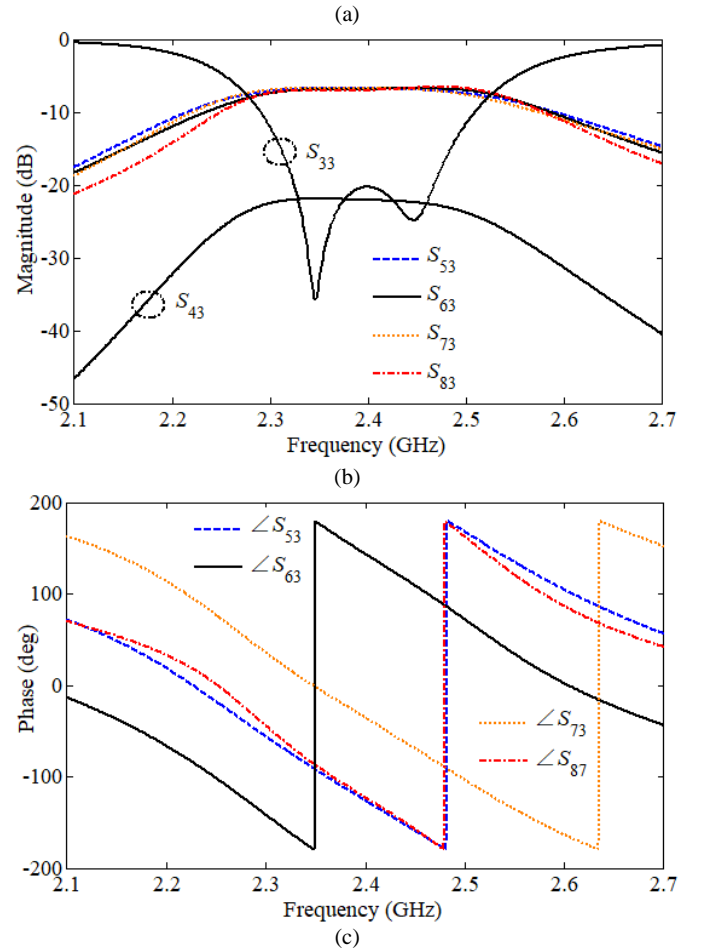 (a)
0
-10
-20
-30
-40
-50
Magnitude (dB)
S33
S43
S53
S63
S73
S83
2.1 2.2 2.3 2.4 2.5 2.6 2.7
Frequency (GHz)
(b)
200
100
0
-100
-200
Phase (deg)
∠S53
∠S63
∠S73
∠S87
2.1 2.2 2.3 2.4 2.5 2.6 2.7
Frequency (GHz)
(c)